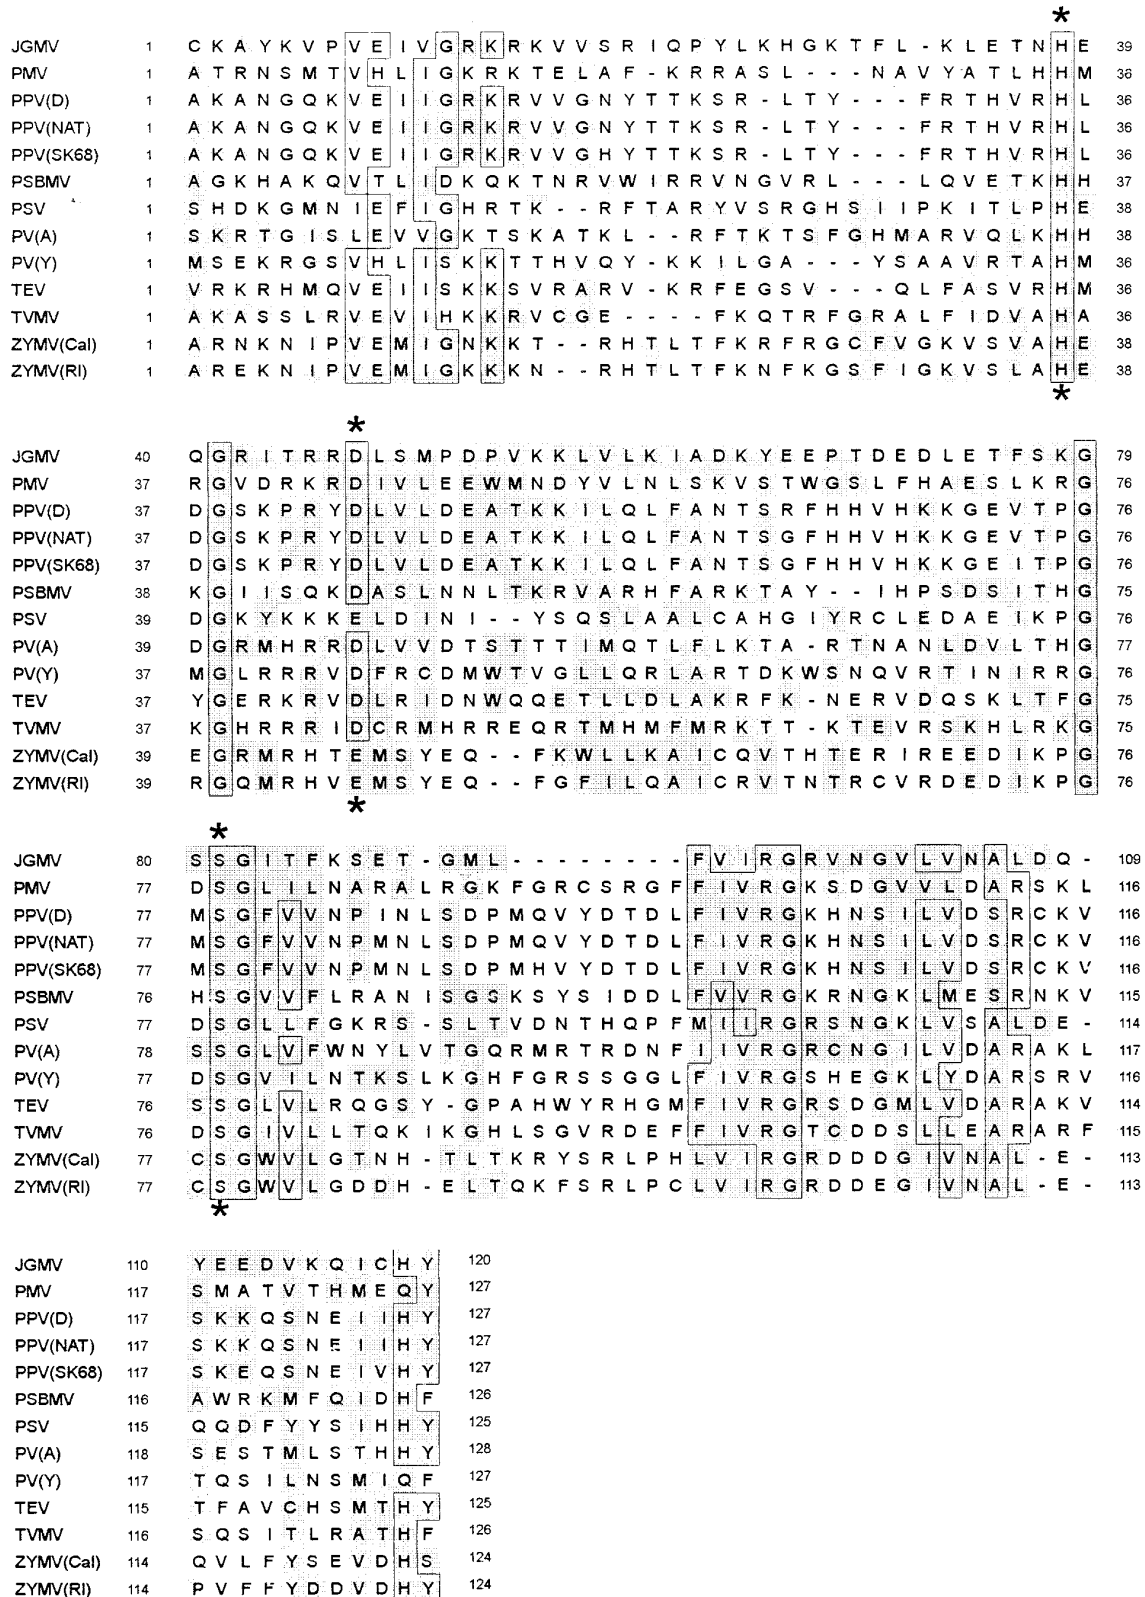 *
JGMV 1 C K A Y K V P V E I V G R K R K V V S R I Q P Y L K H G K T F L - K L E T N H E 39
PMV 1 A T R N S M T V H L I G K R K T E L A F - K R R A S L - - - N A V Y A T L H H M 36
PPV(D) 1 A K A N G Q K V E I I G R K R V V G N Y T T K S R - L T Y - - - F R T H V R H L 36
PPV(NAT) 1 A K A N G Q K V E I I G R K R V V G N Y T T K S R - L T Y - - - F R T H V R H L 36
PPV(SK68) 1 A K A N G Q K V E I I G R K R V V G H Y T T K S R - L T Y - - - F R T H V R H L 36
PSBMV 1 A G K H A K Q V T L I D K Q K T N R V W I R R V N G V R L - - L Q V E T K H H 37
PSV 1 S H D K G M N I E F I G H R T K - - R F T A R Y V S R G H S I I P K I T L P H E 38
PV(A) 1 S K R T G I S L E V V G K T S K A T K L - - R F T K T S F G H M A R V Q L K H H 38
PV(Y) 1 M S E K R G S V H L I S K K T T H V Q Y - K K I L G A - - - Y S A A V R T A H M 36
TEV 1 V R K R H M Q V E I I S K K S V R A R V - K R F E G S V - - - Q L F A S V R H M 36
TVMV 1 A K A S S L R V E V I H K K R V C G E - - - - F K Q T R F G R A L F I D V A H A 36
ZYMV(Cal) 1 A R N K N I P V E M I G N K K T - - R H T L T F K R F R G C F V G K V S V A H E 38
ZYMV(RI) 1 A R E K N I P V E M I G K K K N - - R H T L T F K N F K G S F I G K V S L A H E 38
*
*
JGMV 40 Q G R I T R R D L S M P D P V K K L V L K I A D K Y E E P T D E D L E T F S K G 79
PMV 37 R G V D R K R D I V L E E W M N D Y V L N L S K V S T W G S L F H A E S L K R G 76
PPV(D) 37 D G S K P R Y D L V L D E A T K K I L Q L F A N T S R F H H V H K K G E V T P G 76
PPV(NAT) 37 D G S K P R Y D L V L D E A T K K I L Q L F A N T S G F H H V H K K G E V T P G 76
PPV(SK68) 37 D G S K P R Y D L V L D E A T K K I L Q L F A N T S G F H H V H K K G E I T P G 76
PSBMV 38 K G I I S Q K D A S L N N L T K R V A R H F A R K T A Y - - I H P S D S I T H G 75
PSV 39 D G K Y K K K E L D I N I - - Y S Q S L A A L C A H G I Y R C L E D A E I K P G 76
PV(A) 39 D G R M H R R D L V V D T S T T T I M Q T L F L K T A - R T N A N L D V L T H G 77
PV(Y) 37 M G L R R R V D F R C D M W T V G L L Q R L A R T D K W S N Q V R T I N I R R G 76
TEV 37 Y G E R K R V D L R I D N W Q Q E T L L D L A K R F K - N E R V D Q S K L T F G 75
TVMV 37 K G H R R R I D C R M H R R E Q R T M H M F M R K T T - K T E V R S K H L R K G 75
ZYMV(Cal) 39 E G R M R H T E M S Y E Q - - F K W L L K A I C Q V T H T E R I R E E D I K P G 76
ZYMV(RI) 39 R G Q M R H V E M S Y E Q - - F G F I L Q A I C R V T N T R C V R D E D I K P G 76
*
*
JGMV 80 S S G I T F K S E T - G M L - - - - - - - - F V I R G R V N G V L V N A L D Q - 109
PMV 77 D S G L I L N A R A L R G K F G R C S R G F F I V R G K S D G V V L D A R S K L 116
PPV(D) 77 M S G F V V N P I N L S D P M Q V Y D T D L F I V R G K H N S I L V D S R C K V 116
PPV(NAT) 77 M S G F V V N P M N L S D P M Q V Y D T D L F I V R G K H N S I L V D S R C K V 116
PPV(SK68) 77 M S G F V V N P M N L S D P M H V Y D T D L F I V R G K H N S I L V D S R C K V 116
PSBMV 76 H S G V V F L R A N I S G S K S Y S I D D L F V V R G K R N G K L M E S R N K V 115
PSV 77 D S G L L F G K R S - S L T V D N T H Q P F M I I R G R S N G K L V S A L D E - 114
PV(A) 78 S S G L V F W N Y L V T G Q R M R T R D N F I I V R G R C N G I L V D A R A K L 117
PV(Y) 77 D S G V I L N T K S L K G H F G R S S G G L F I V R G S H E G K L Y D A R S R V 116
TEV 76 S S G L V L R Q G S Y - G P A H W Y R H G M F I V R G R S D G M L V D A R A K V 114
TVMV 76 D S G I V L L T Q K I K G H L S G V R D E F F I V R G T C D D S L L E A R A R F 115
ZYMV(Cal) 77 C S G W V L G T N H - T L T K R Y S R L P H L V I R G R D D D G I V N A L - E - 113
ZYMV(RI) 77 C S G W V L G D D H - E L T Q K F S R L P C L V I R G R D D E G I V N A L - E - 113
*
JGMV 110 Y E E D V K Q I C H Y 120
PMV 117 S M A T V T H M E Q Y 127
PPV(D) 117 S K K Q S N E I I H Y 127
PPV(NAT) 117 S K K Q S N E I I H Y 127
PPV(SK68) 117 S K E Q S N E I V H Y 127
PSBMV 116 A W R K M F Q I D H F 126
PSV 115 Q Q D F Y Y S I H H Y 125
PV(A) 118 S E S T M L S T H H Y 128
PV(Y) 117 T Q S I L N S M I Q F 127
TEV 115 T F A V C H S M T H Y 125
TVMV 116 S Q S I T L R A T H F 126
ZYMV(Cal) 114 Q V L F Y S E V D H S 124
ZYMV(RI) 114 P V F F Y D D V D H Y 124